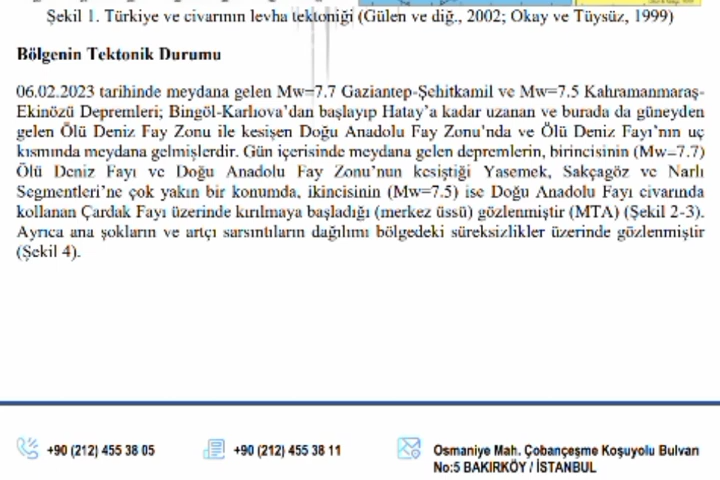 Şekil 1. Türkiye ve civarının levha tektoniği (Gülen ve diğ., 2002; Okay ve Tüysüz, 1999)
Bölgenin Tektonik Durumu
06.02.2023 tarihinde meydana gelen Mw=7.7 Gaziantep-Şehitkamil ve Mw=7.5 Kahramanmaraş-
Ekinözü Depremleri; Bingöl-Karlıova'dan başlayıp Hatay'a kadar uzanan ve burada da güneyden
gelen Ölü Deniz Fay Zonu ile kesişen Doğu Anadolu Fay Zonu'nda ve Ölü Deniz Fayı'nın uç
kısmında meydana gelmişlerdir. Gün içerisinde meydana gelen depremlerin, birincisinin (Mw=7.7)
Ölü Deniz Fayı ve Doğu Anadolu Fay Zonu'nun kesiştiği Yasemek, Sakçagöz ve Narlı
Segmentleri'ne çok yakın bir konumda, ikincisinin (Mw=7.5) ise Doğu Anadolu Fayı civarında
kollanan Çardak Fayı üzerinde kırılmaya başladığı (merkez üssü) gözlenmiştir (MTA) (Şekil 2-3).
Ayrıca ana şokların ve artçı sarsıntıların dağılımı bölgedeki süreksizlikler üzerinde gözlenmiştir
(Şekil 4).
+90 (212) 455 38 05
+90 (212) 455 38 11
Osmaniye Mah. Çobançeşme Koşuyolu Bulvarı
No:5 BAKIRKÖY / İSTANBUL